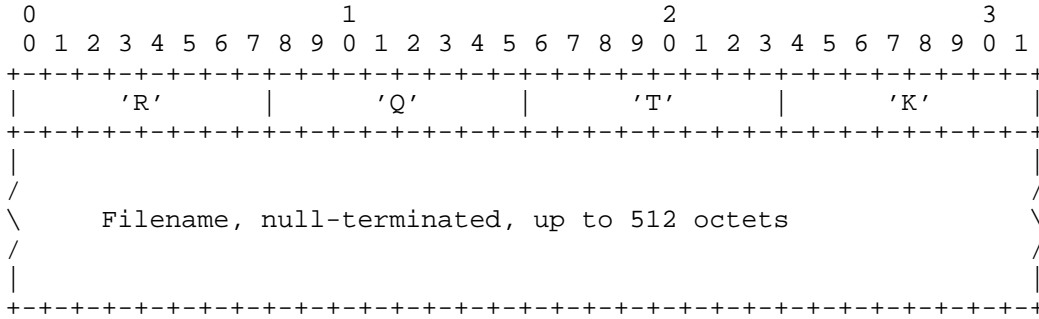 0                   1                   2                   3
0 1 2 3 4 5 6 7 8 9 0 1 2 3 4 5 6 7 8 9 0 1 2 3 4 5 6 7 8 9 0 1
+-+-+-+-+-+-+-+-+-+-+-+-+-+-+-+-+-+-+-+-+-+-+-+-+-+-+-+-+-+-+-+-+
|      'R'      |      'Q'      |      'T'      |      'K'      |
+-+-+-+-+-+-+-+-+-+-+-+-+-+-+-+-+-+-+-+-+-+-+-+-+-+-+-+-+-+-+-+-+
|                                                               |
/                                                               /
\     Filename, null-terminated, up to 512 octets               \
/                                                               /
|                                                               |
+-+-+-+-+-+-+-+-+-+-+-+-+-+-+-+-+-+-+-+-+-+-+-+-+-+-+-+-+-+-+-+-+